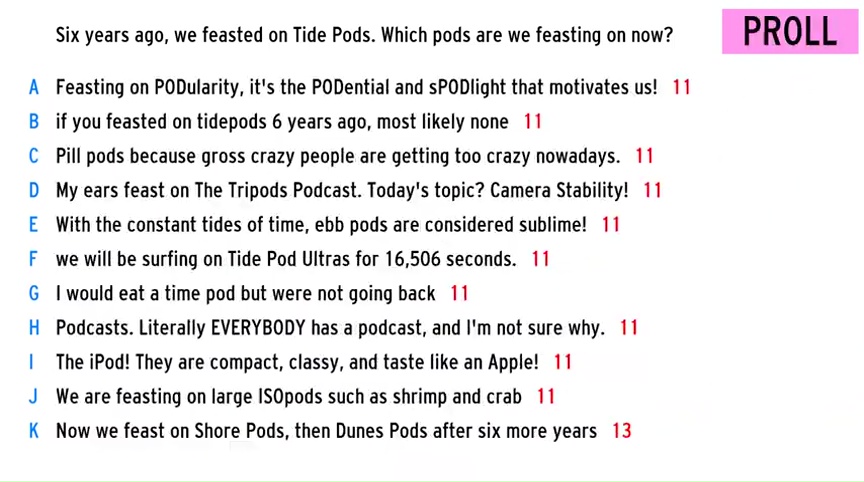 Six years ago, we feasted on Tide Pods. Which pods are we feasting on now?
PROLL
A Feasting on PODularity, it's the PODential and sPODlight that motivates us! 11
B if you feasted on tidepods 6 years ago, most likely none 11
C Pill pods because gross crazy people are getting too crazy nowadays. 11
D My ears feast on The Tripods Podcast. Today's topic? Camera Stability! 11
E With the constant tides of time, ebb pods are considered sublime! 11
F we will be surfing on Tide Pod Ultras for 16,506 seconds. 11
G I would eat a time pod but were not going back 11
H Podcasts. Literally EVERYBODY has a podcast, and I'm not sure why. 11
I The iPod! They are compact, classy, and taste like an Apple! 11
J We are feasting on large ISOpods such as shrimp and crab 11
K Now we feast on Shore Pods, then Dunes Pods after six more years 13